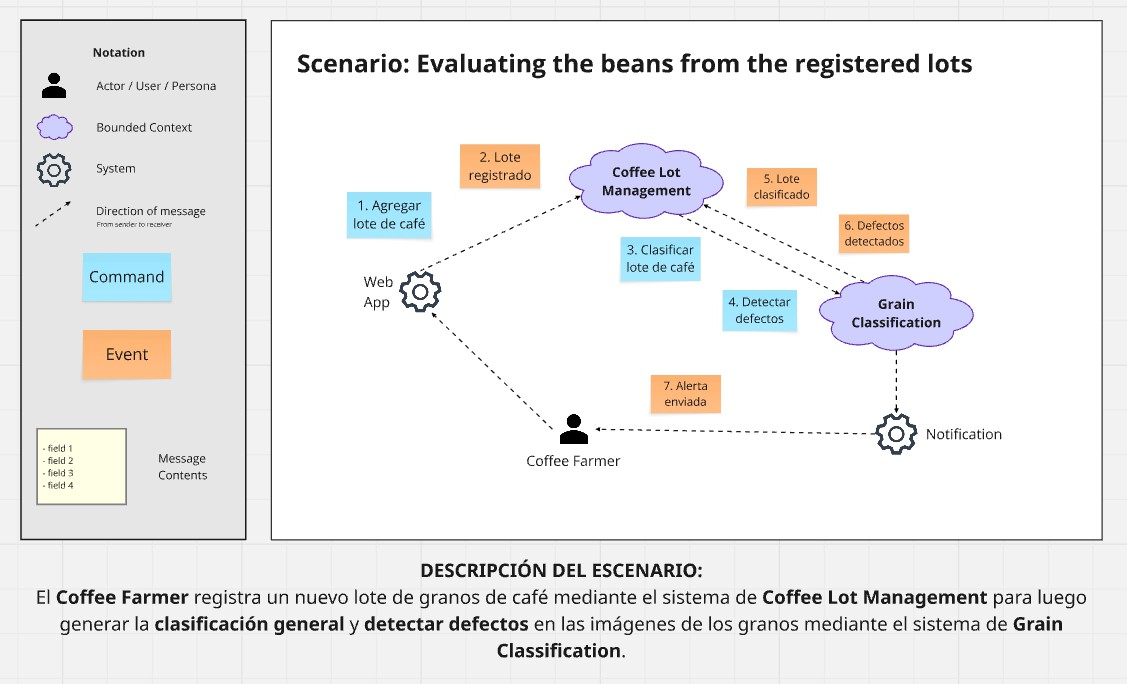 Notation
Actor / User / Persona
Bounded Context
System
Direction of message
From sender to receiver
Command
Event
- field 1
- field 2
- field 3
- field 4
Message
Contents
Scenario: Evaluating the beans from the registered lots
1. Agregar
lote de café
2. Lote
registrado
Coffee Lot
Management
5. Lote
clasificado
6. Defectos
detectados
3. Clasificar
lote de café
4. Detectar
defectos
Web
App
Grain
Classification
7. Alerta
enviada
Notification
Coffee Farmer
DESCRIPCIÓN DEL ESCENARIO:
El Coffee Farmer registra un nuevo lote de granos de café mediante el sistema de Coffee Lot Management para luego
generar la clasificación general y detectar defectos en las imágenes de los granos mediante el sistema de Grain
Classification.